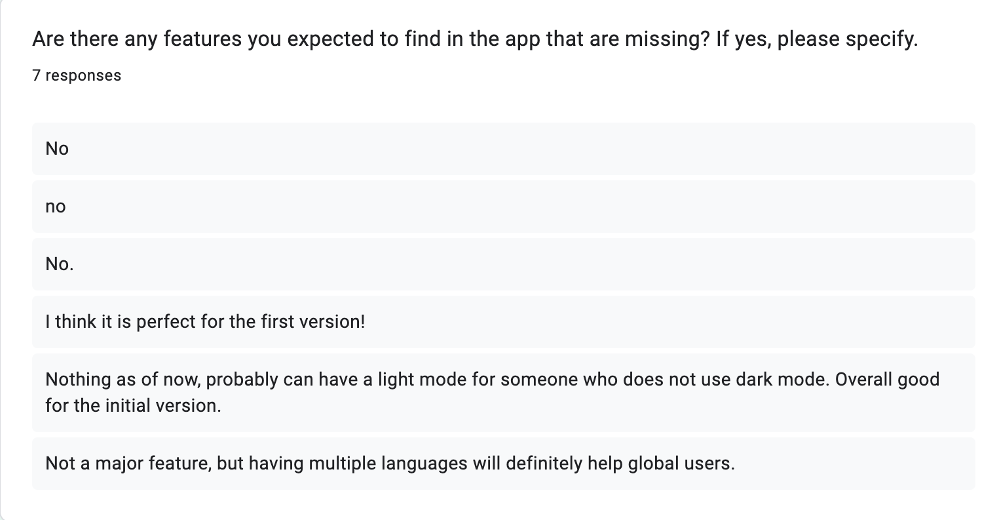 Are there any features you expected to find in the app that are missing? If yes, please specify.
7 responses
No
no
No.
I think it is perfect for the first version!
Nothing as of now, probably can have a light mode for someone who does not use dark mode. Overall good
for the initial version.
Not a major feature, but having multiple languages will definitely help global users.